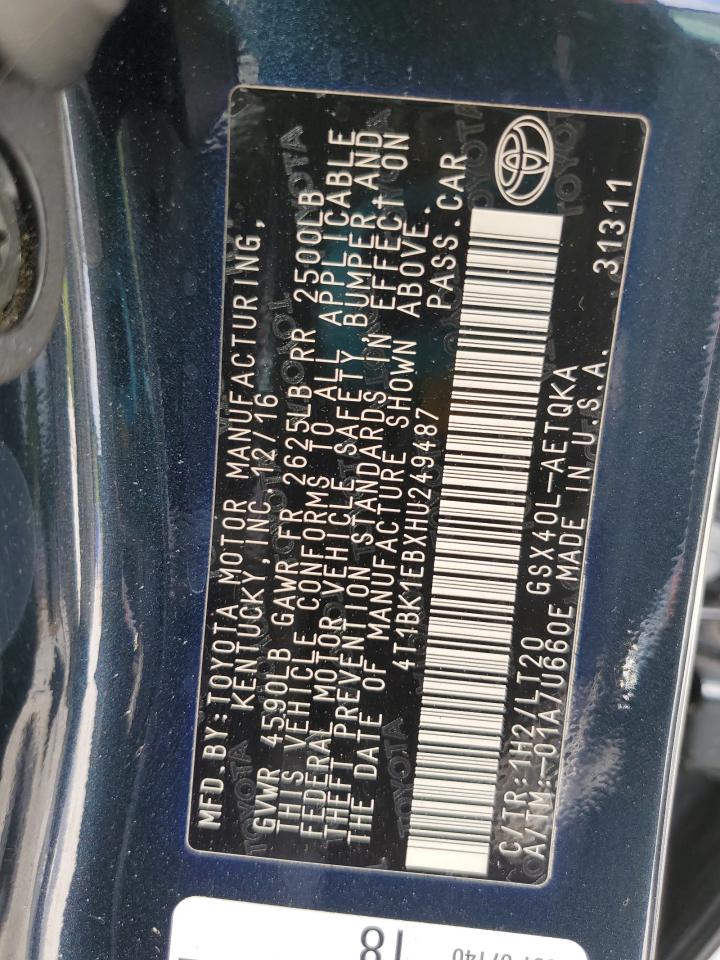 MFD. BY: TOYOTA MOTOR MANUFACTURING,
KENTUCKY, INC. 12/16
GVWR 4590LB GAWR FR 2625LB RR 2500LB
THIS VEHICLE CONFORMS TO ALL APPLICABLE
FEDERAL MOTOR VEHICLE SAFETY, BUMPER, AND
THEFT PREVENTION STANDARDS IN EFFECT ON
THE DATE OF MANUFACTURE SHOWN ABOVE.
4T1BK1EBXHU249487 PASS. CAR
C/TR: 1H2/LT20 GSX40L-AETQKA
A/TM: -01A/U660E MADE IN U.S.A. 31311
18